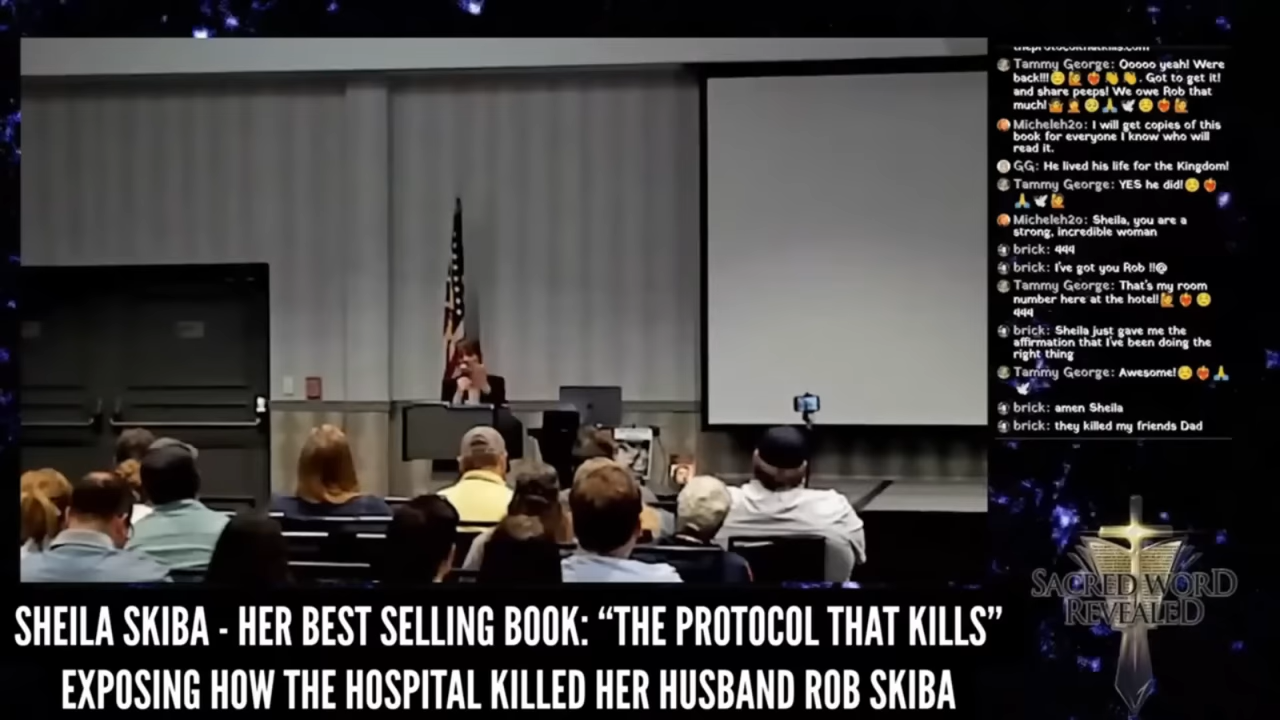 theprotocolthatkills.com
Tammy George: Ooooo yeah! Were
back!!!☺️🙋❤️‍🔥👏👏. Got to get it!
and share peeps! We owe Rob that
much!
Micheleh2o: I will get copies of this
book for everyone I know who will
read it.
GG: He lived his life for the Kingdom!
Tammy George: YES he did!☺️❤️‍🔥
🙏🕊️🙋
Micheleh2o: Sheila, you are a
strong, incredible woman
brick: 444
brick: I've got you Rob !!@
Tammy George: That's my room
number here at the hotel!🙋❤️‍🔥☺️
444
brick: Sheila just gave me the
affirmation that I've been doing the
right thing
Tammy George: Awesome!☺️❤️‍🔥🙏
🕊️
brick: amen Sheila
brick: they killed my friends Dad
SACRED WORD
REVEALED
SHEILA SKIBA - HER BEST SELLING BOOK: “THE PROTOCOL THAT KILLS”
EXPOSING HOW THE HOSPITAL KILLED HER HUSBAND ROB SKIBA